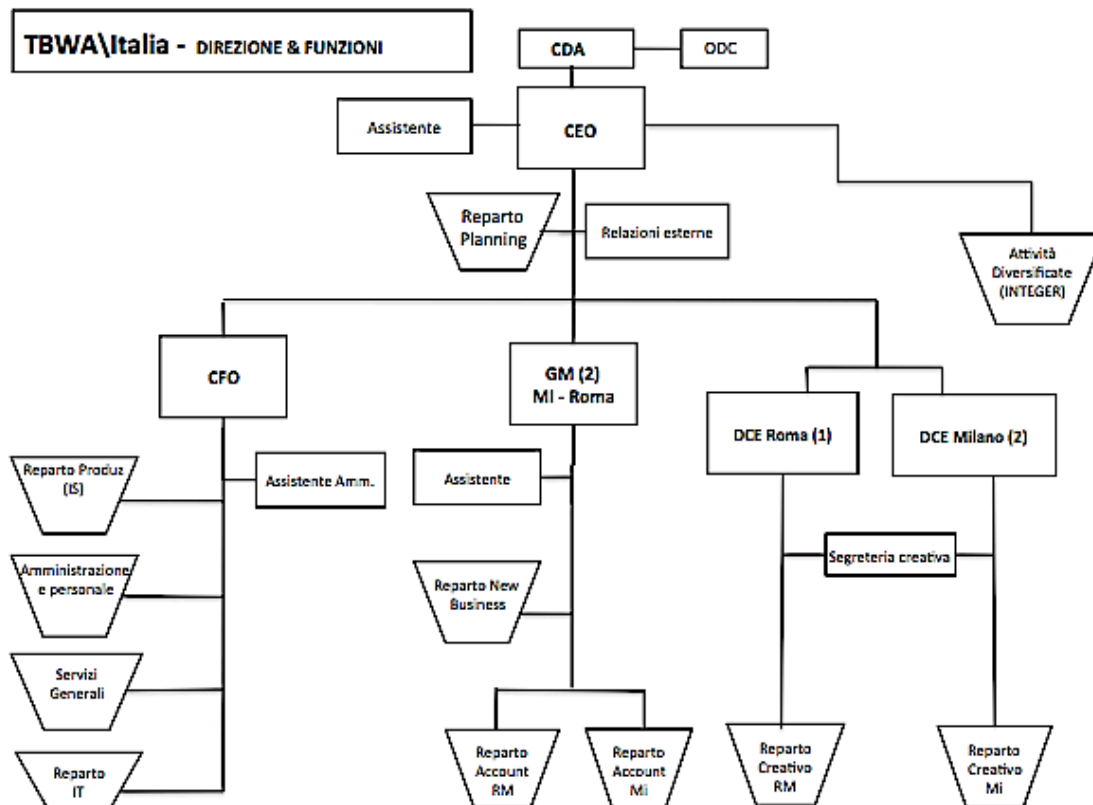 TBWA\Italia - DIREZIONE & FUNZIONI
CDA
ODC
Assistente
CEO
Reparto
Planning
Relazioni esterne
Attività
Diversificate
(INTEGER)
CFO
GM (2)
MI - Roma
DCE Roma (1)
DCE Milano (2)
Reparto Produz
(IS)
Assistente Amm.
Assistente
Segreteria creativa
Amministrazione
e personale
Reparto New
Business
Servizi
Generali
Reparto
IT
Reparto
Account
RM
Reparto
Account
Mi
Reparto
Creativo
RM
Reparto
Creativo
Mi